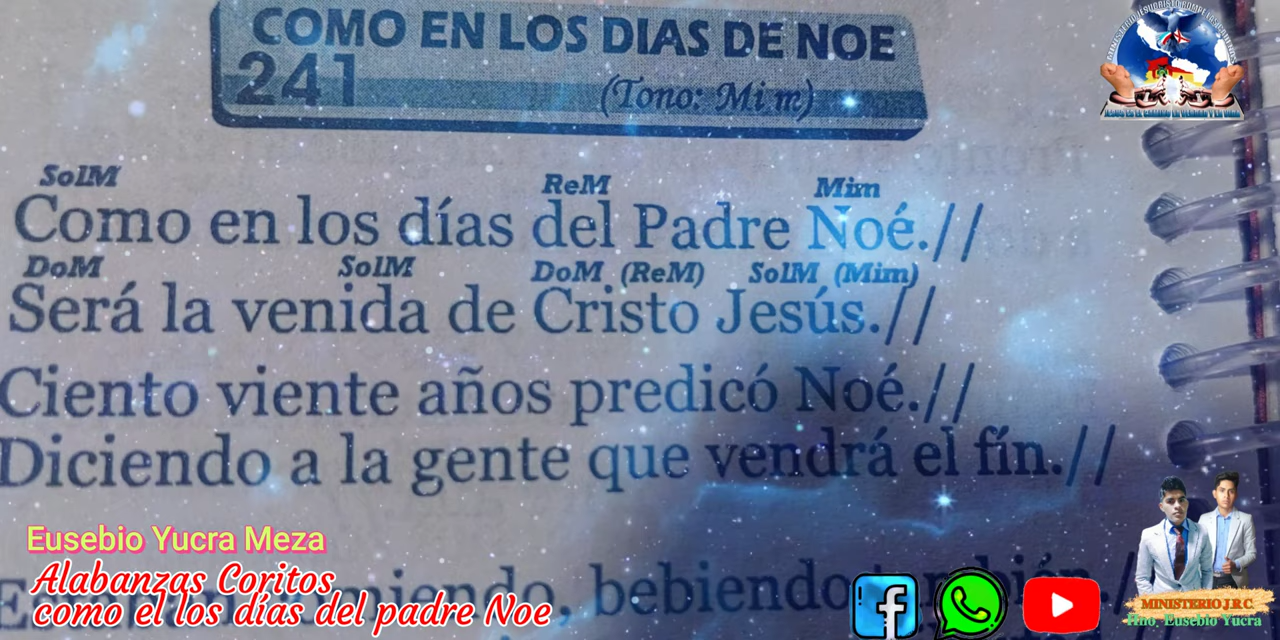 COMO EN LOS DIAS DE NOE
241
(Tono: Mi m)
SolM ReM Mim
Como en los días del Padre Noé.//
DoM SolM DoM (ReM) SolM (Mim)
Será la venida de Cristo Jesús.//
Ciento viente años predicó Noé.//
Diciendo a la gente que vendrá el fín.//
bebiendo
Eusebio Yucra Meza
Alabanzas Coritos
como el los días del padre Noe
MINISTERIO J.R.C.
Hno. Eusebio Yucra